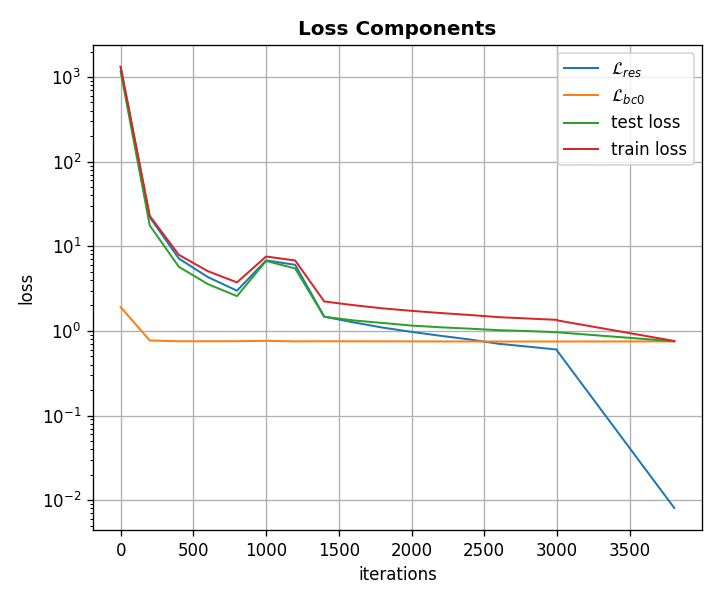 Loss Components
10³
10²
10¹
10⁰
10⁻¹
10⁻²
loss
ℒ_res
ℒ_bc0
test loss
train loss
0 500 1000 1500 2000 2500 3000 3500
iterations